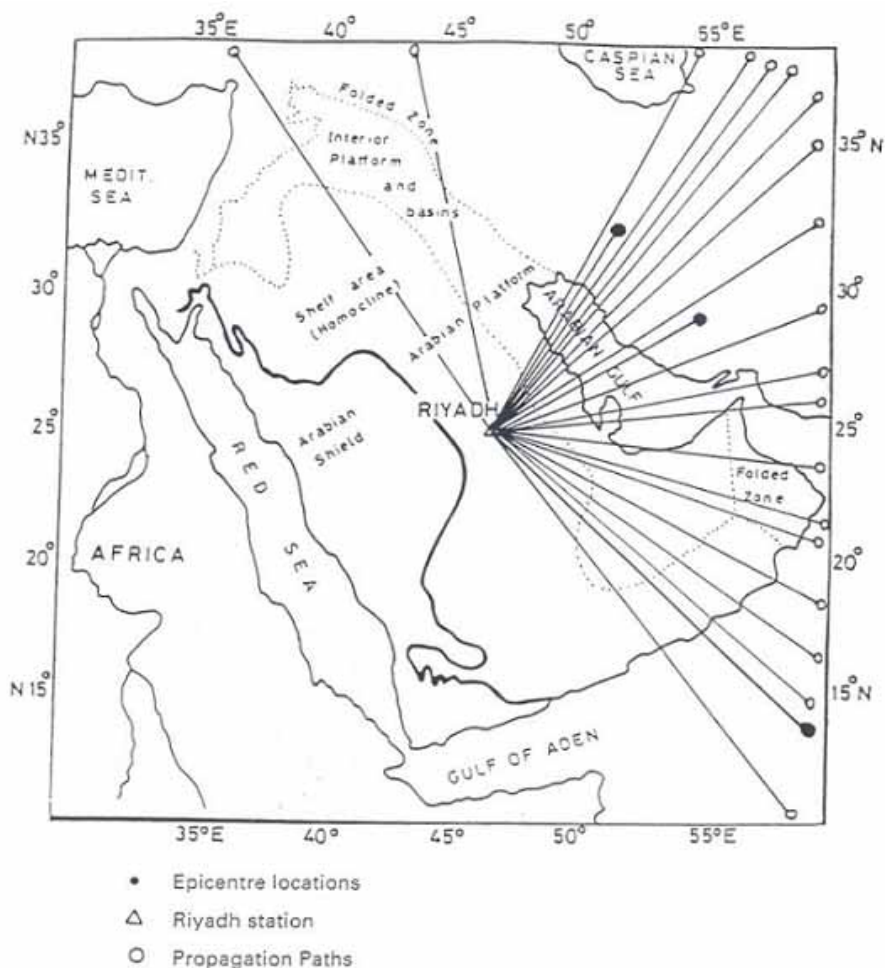 35°E 40° 45° 55°E
CASPIAN
SEA
N35° 35°N
Folded Zone
Interior
Platform
and
basins
MEDIT.
SEA
30° 30°
Shelf area
(Homocline)
Arabian Platform
ARABIAN GULF
RIYADH
25° 25°
Arabian
Shield
RED SEA
Folded
Zone
AFRICA
20° 20°
N15° 15°N
GULF OF ADEN
35°E 40° 45° 50° 55°E
Epicentre locations
Riyadh station
Propagation Paths